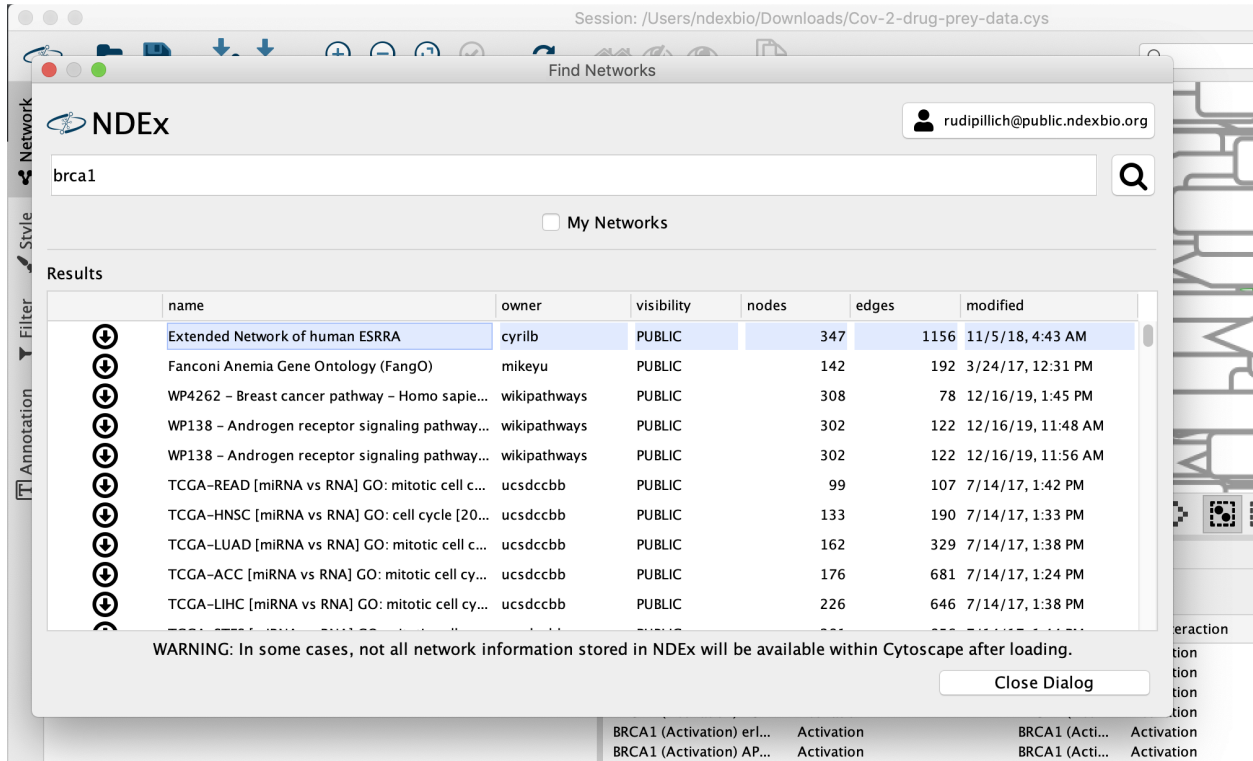 Session: /Users/ndexbio/Downloads/Cov-2-drug-prey-data.cys
Find Networks
NDEx
rudipillich@public.ndexbio.org
brca1
My Networks
Results
name owner visibility nodes edges modified
Extended Network of human ESRRA cyrilb PUBLIC 347 1156 11/5/18, 4:43 AM
Fanconi Anemia Gene Ontology (FangO) mikeyu PUBLIC 142 192 3/24/17, 12:31 PM
WP4262 – Breast cancer pathway – Homo sapie... wikipathways PUBLIC 308 78 12/16/19, 1:45 PM
WP138 – Androgen receptor signaling pathway... wikipathways PUBLIC 302 122 12/16/19, 11:48 AM
WP138 – Androgen receptor signaling pathway... wikipathways PUBLIC 302 122 12/16/19, 11:56 AM
TCGA-READ [miRNA vs RNA] GO: mitotic cell c... ucsdccbb PUBLIC 99 107 7/14/17, 1:42 PM
TCGA-HNSC [miRNA vs RNA] GO: cell cycle [20... ucsdccbb PUBLIC 133 190 7/14/17, 1:33 PM
TCGA-LUAD [miRNA vs RNA] GO: mitotic cell c... ucsdccbb PUBLIC 162 329 7/14/17, 1:38 PM
TCGA-ACC [miRNA vs RNA] GO: mitotic cell cy... ucsdccbb PUBLIC 176 681 7/14/17, 1:24 PM
TCGA-LIHC [miRNA vs RNA] GO: mitotic cell cy... ucsdccbb PUBLIC 226 646 7/14/17, 1:38 PM
WARNING: In some cases, not all network information stored in NDEx will be available within Cytoscape after loading.
Close Dialog
Network
Style
Filter
Annotation
eraction
tion
tion
tion
tion
BRCA1 (Activation) erl... Activation BRCA1 (Acti... Activation
BRCA1 (Activation) AP... Activation BRCA1 (Acti... Activation